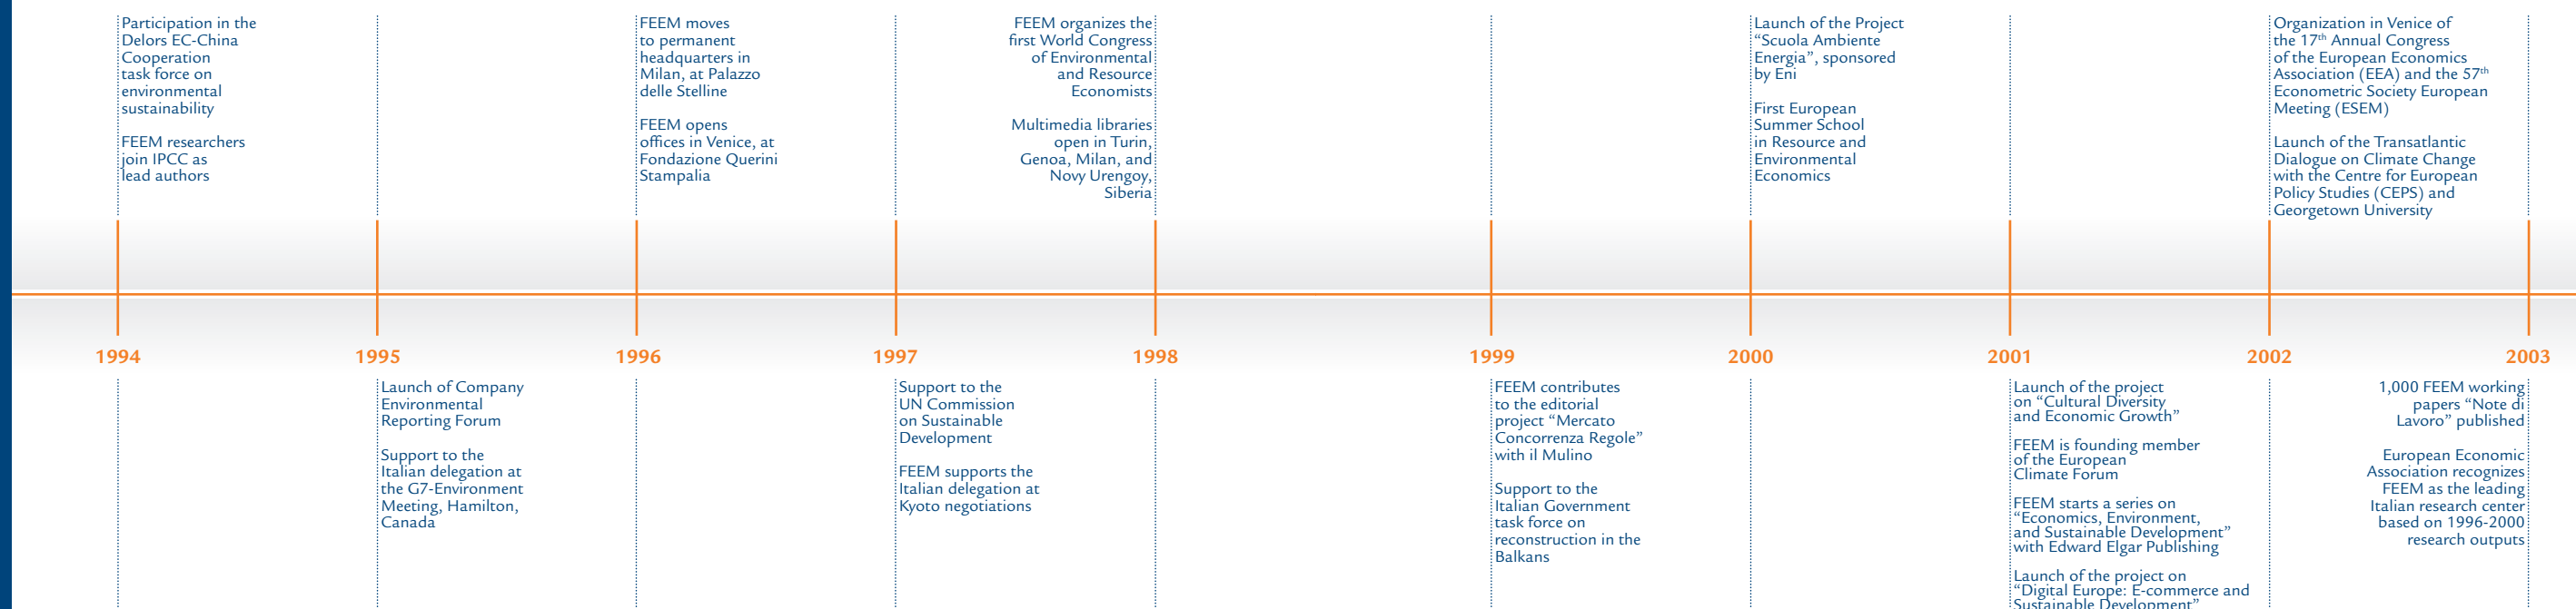 Participation in the
Delors EC-China
Cooperation
task force on
environmental
sustainability
FEEM researchers
join IPCC as
lead authors
FEEM moves
to permanent
headquarters in
Milan, at Palazzo
delle Stelline
FEEM opens
offices in Venice, at
Fondazione Querini
Stampalia
FEEM organizes the
first World Congress
of Environmental
and Resource
Economists
Multimedia libraries
open in Turin,
Genoa, Milan, and
Novy Urengoy,
Siberia
Launch of the Project
“Scuola Ambiente
Energia”, sponsored
by Eni
First European
Summer School
in Resource and
Environmental
Economics
Organization in Venice of
the 17th Annual Congress
of the European Economics
Association (EEA) and the 57th
Econometric Society European
Meeting (ESEM)
Launch of the Transatlantic
Dialogue on Climate Change
with the Centre for European
Policy Studies (CEPS) and
Georgetown University
1994
1995
1996
1997
1998
1999
2000
2001
2002
2003
Launch of Company
Environmental
Reporting Forum
Support to the
Italian delegation at
the G7-Environment
Meeting, Hamilton,
Canada
Support to the
UN Commission
on Sustainable
Development
FEEM supports the
Italian delegation at
Kyoto negotiations
FEEM contributes
to the editorial
project “Mercato
Concorrenza Regole”
with il Mulino
Support to the
Italian Government
task force on
reconstruction in the
Balkans
Launch of the project
on “Cultural Diversity
and Economic Growth”
FEEM is founding member
of the European
Climate Forum
FEEM starts a series on
“Economics, Environment,
and Sustainable Development”
with Edward Elgar Publishing
Launch of the project on
“Digital Europe: E-commerce and
Sustainable Development”
1,000 FEEM working
papers “Note di
Lavoro” published
European Economic
Association recognizes
FEEM as the leading
Italian research center
based on 1996-2000
research outputs